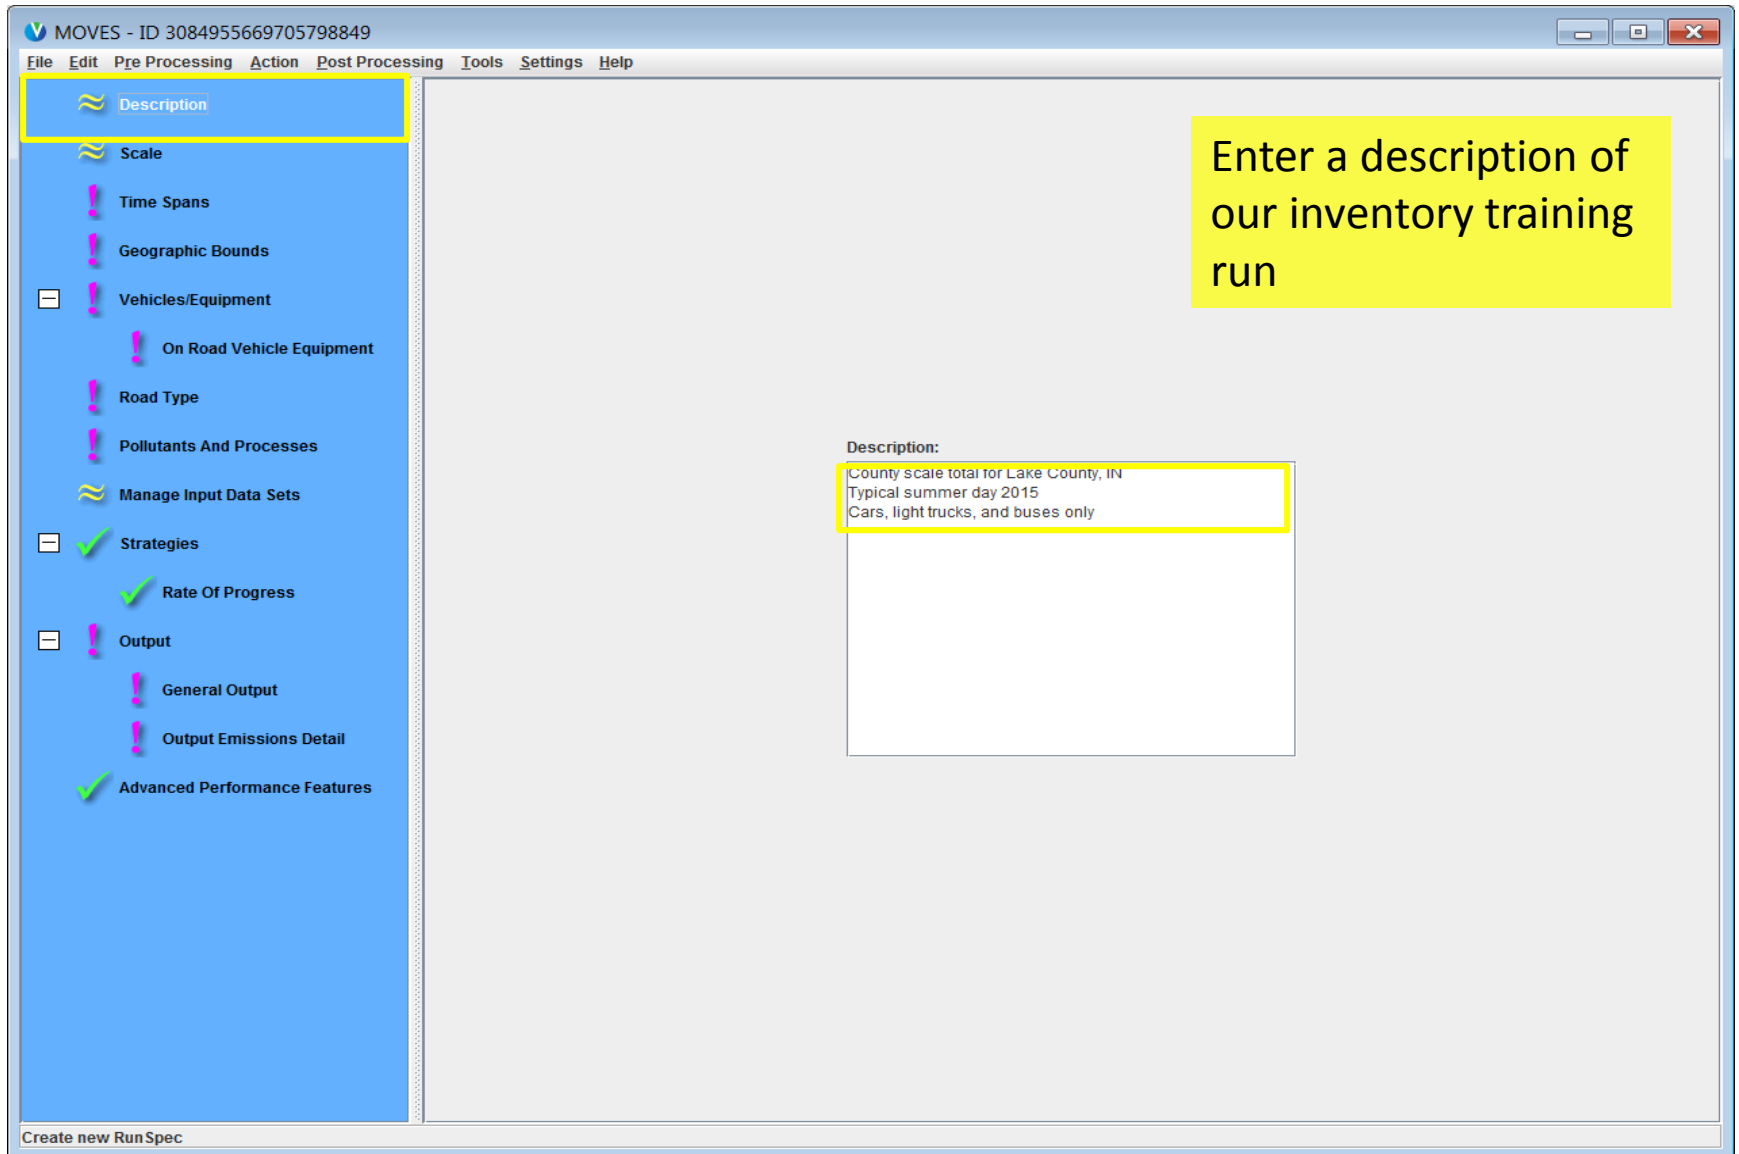 MOVES - ID 3084955669705798849
File Edit Pre Processing Action Post Processing Tools Settings Help
Description
Scale
Time Spans
Geographic Bounds
Vehicles/Equipment
On Road Vehicle Equipment
Road Type
Pollutants And Processes
Manage Input Data Sets
Strategies
Rate Of Progress
Output
General Output
Output Emissions Detail
Advanced Performance Features
Enter a description of
our inventory training
run
Description:
County scale total for Lake County, IN
Typical summer day 2015
Cars, light trucks, and buses only
Create new RunSpec